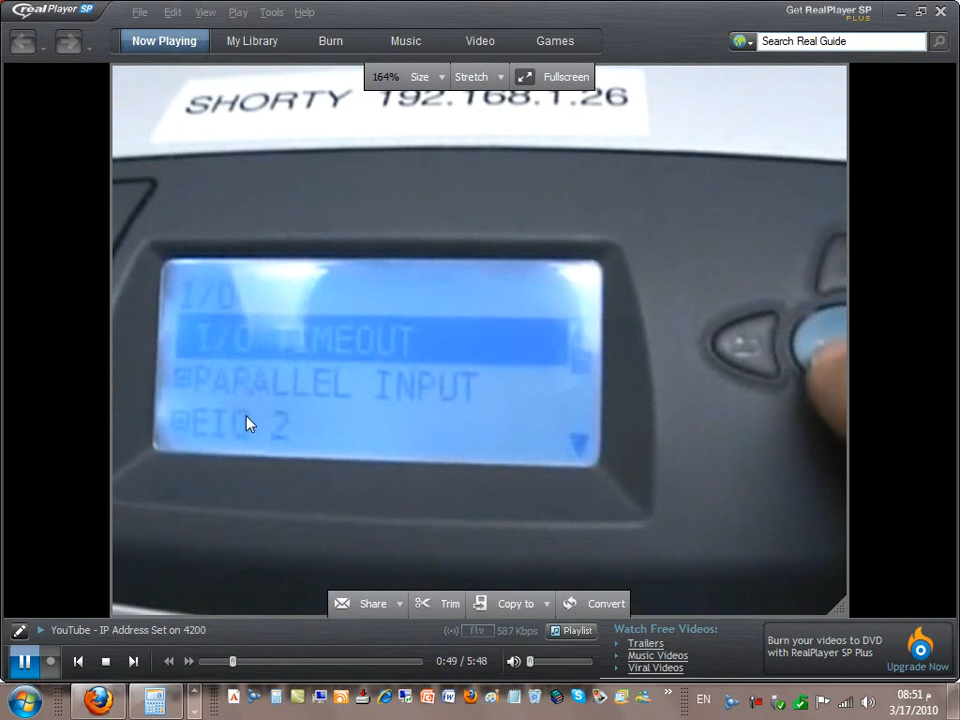 realPlayer SP
File Edit View Play Tools Help
Get RealPlayer SP
PLUS
Now Playing My Library Burn Music Video Games
Search Real Guide
164% Size Stretch Fullscreen
SHORTY 192.168.1.26
I/O
I/O TIMEOUT
PARALLEL INPUT
EIO 2
Share Trim Copy to Convert
YouTube - IP Address Set on 4200
flv 587 Kbps Playlist
0:49 / 5:48
Watch Free Videos:
Trailers
Music Videos
Viral Videos
Burn your videos to DVD
with RealPlayer SP Plus
Upgrade Now
EN
08:51 م
3/17/2010